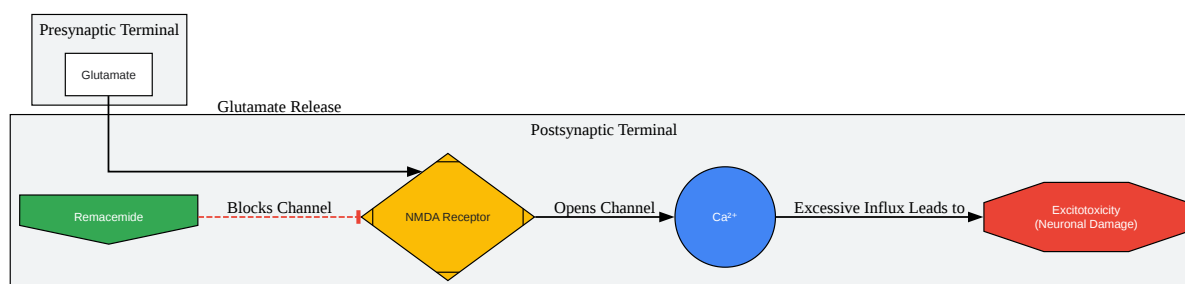 Presynaptic Terminal
Glutamate
Glutamate Release
Postsynaptic Terminal
Remacemide
Blocks Channel
NMDA Receptor
Opens Channel
Ca²⁺
Excessive Influx Leads to
Excitotoxicity
(Neuronal Damage)